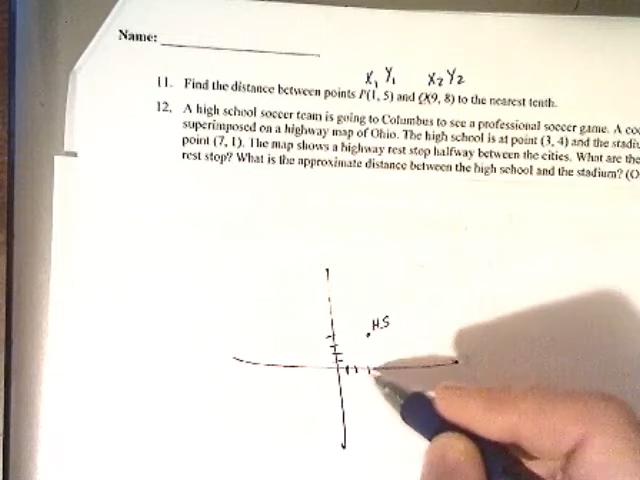 Name:
X₁ Y₁ X₂ Y₂
11. Find the distance between points P(1, 5) and Q(9, 8) to the nearest tenth.
12. A high school soccer team is going to Columbus to see a professional soccer game. A
superimposed on a highway map of Ohio. The high school is at point (3, 4) and the
point (7, 1). The map shows a highway rest stop halfway between the cities. What are the
rest stop? What is the approximate distance between the high school and the stadium?
H.S